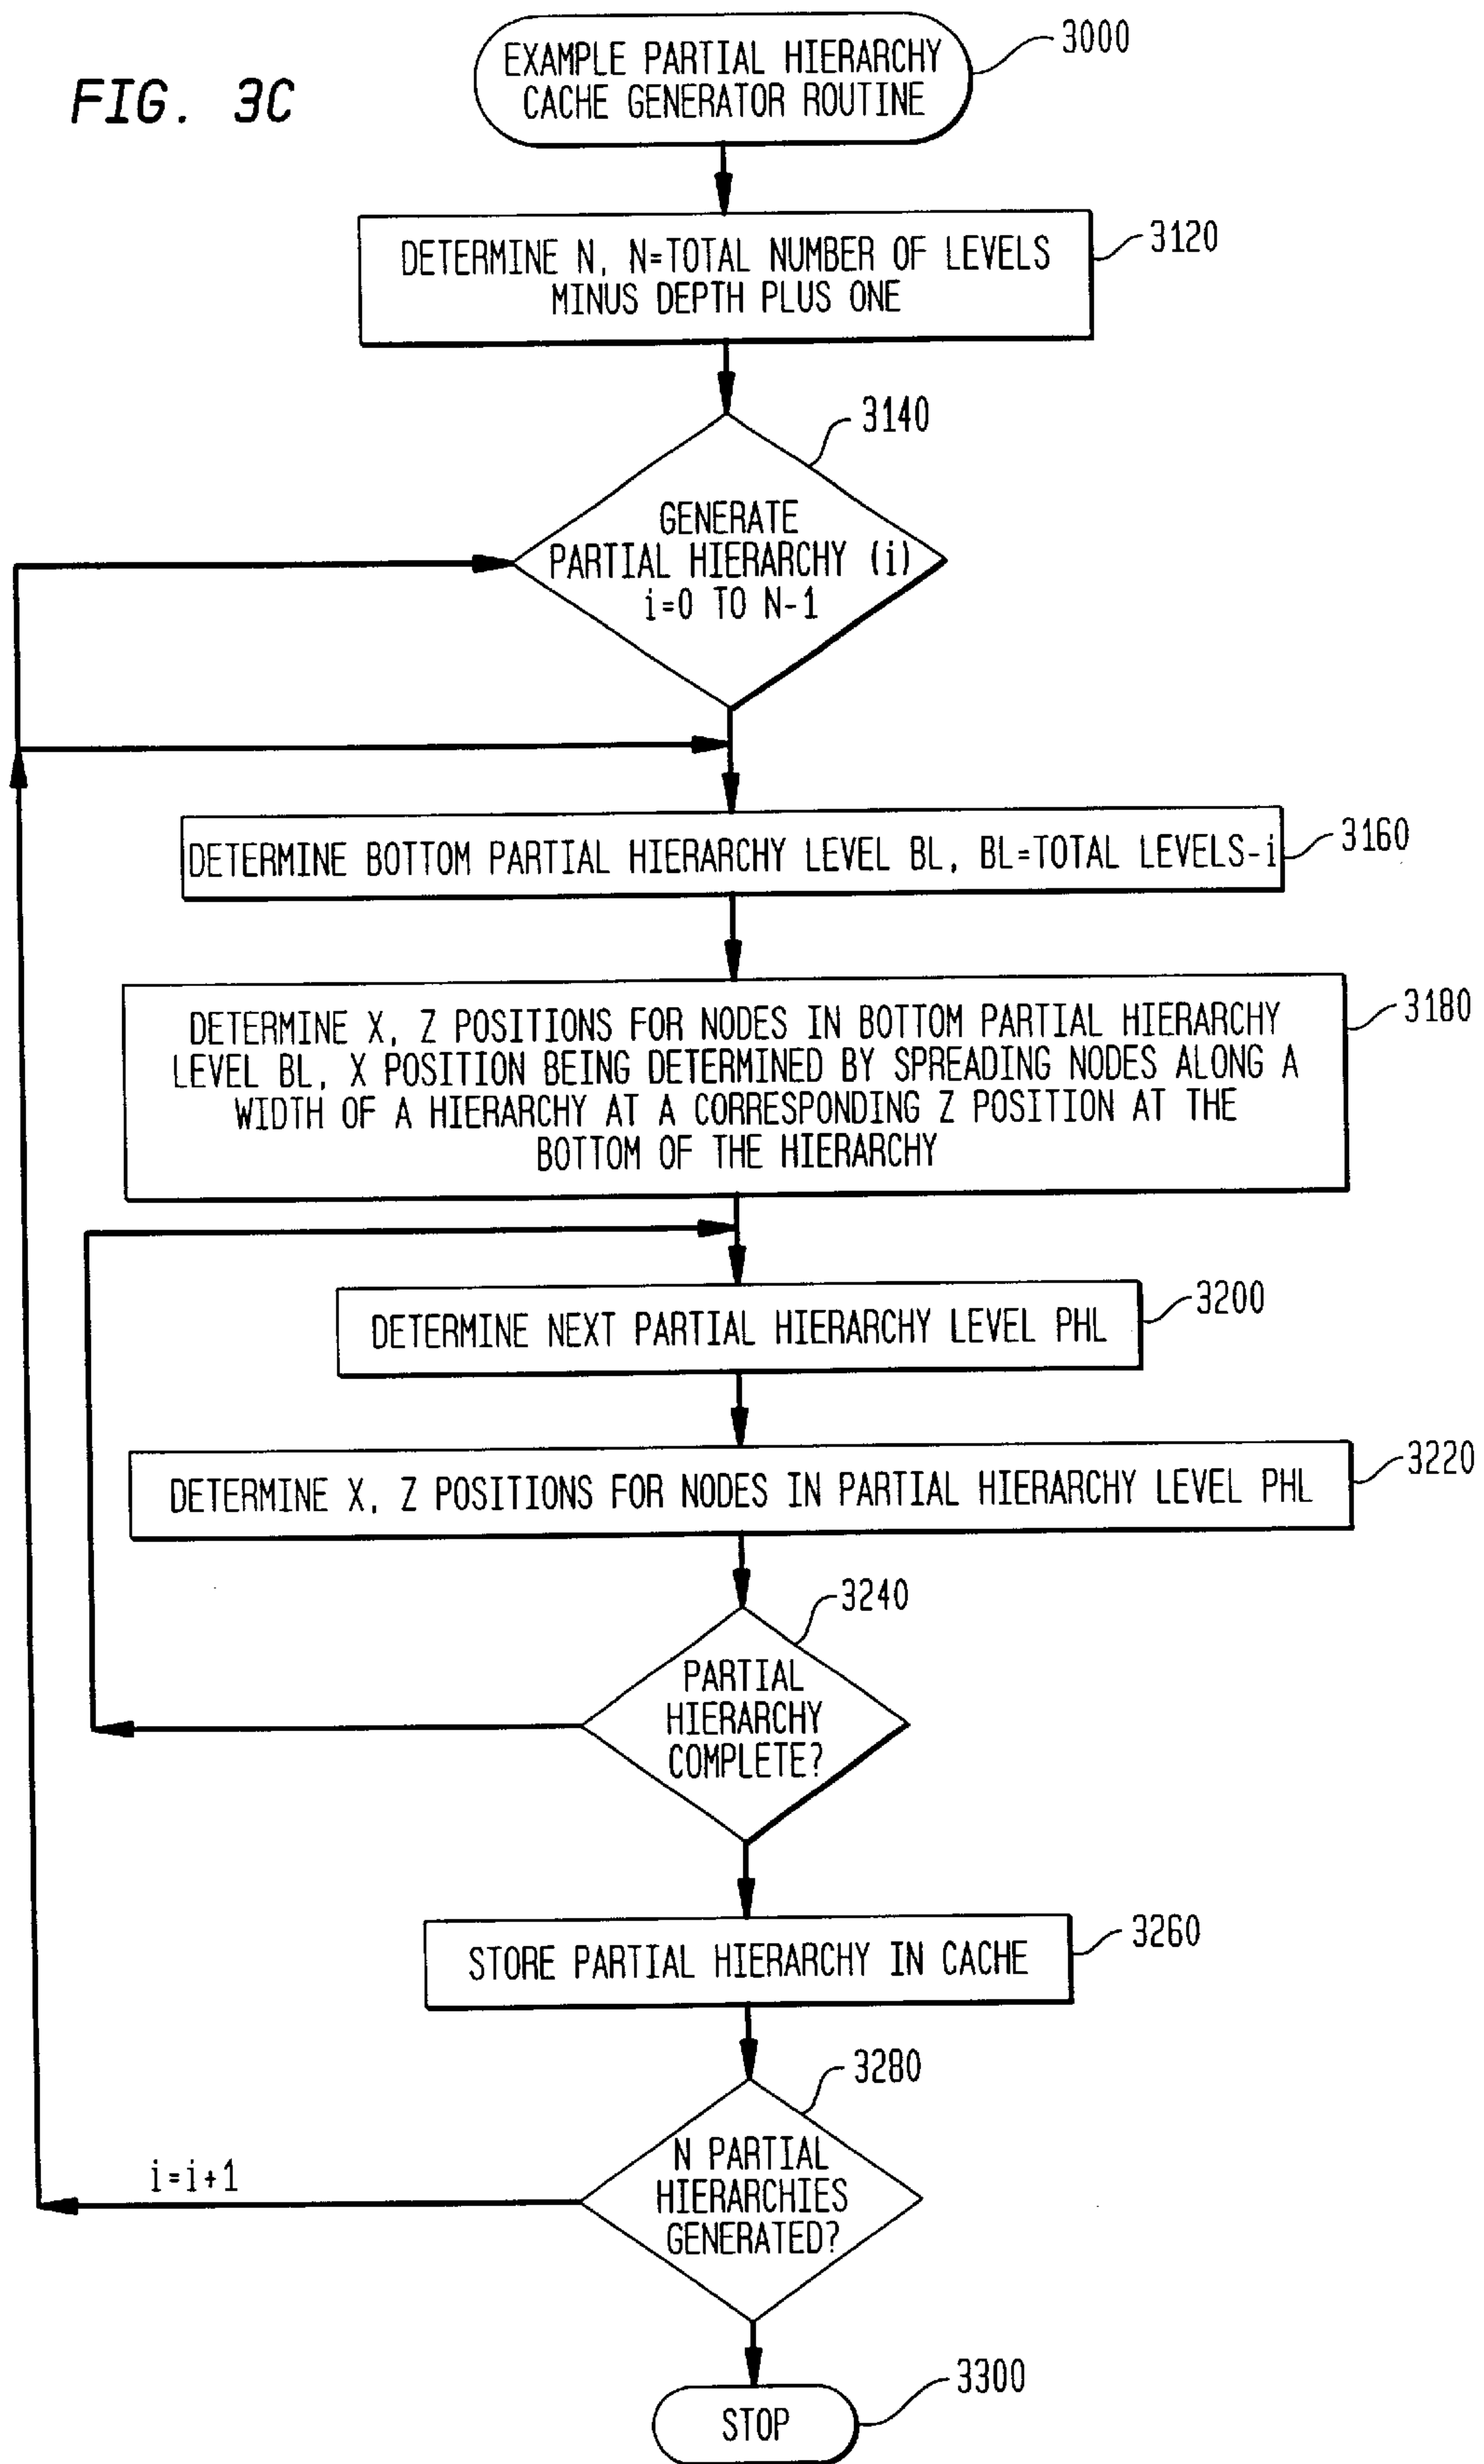 FIG. 3C
EXAMPLE PARTIAL HIERARCHY
CACHE GENERATOR ROUTINE
3000
DETERMINE N, N=TOTAL NUMBER OF LEVELS
MINUS DEPTH PLUS ONE
3120
3140
GENERATE
PARTIAL HIERARCHY (i)
i=0 TO N-1
DETERMINE BOTTOM PARTIAL HIERARCHY LEVEL BL, BL=TOTAL LEVELS-i
3160
DETERMINE X, Z POSITIONS FOR NODES IN BOTTOM PARTIAL HIERARCHY
LEVEL BL, X POSITION BEING DETERMINED BY SPREADING NODES ALONG A
WIDTH OF A HIERARCHY AT A CORRESPONDING Z POSITION AT THE
BOTTOM OF THE HIERARCHY
3180
DETERMINE NEXT PARTIAL HIERARCHY LEVEL PHL
3200
DETERMINE X, Z POSITIONS FOR NODES IN PARTIAL HIERARCHY LEVEL PHL
3220
3240
PARTIAL
HIERARCHY
COMPLETE?
STORE PARTIAL HIERARCHY IN CACHE
3260
3280
N PARTIAL
HIERARCHIES
GENERATED?
i=i+1
STOP
3300